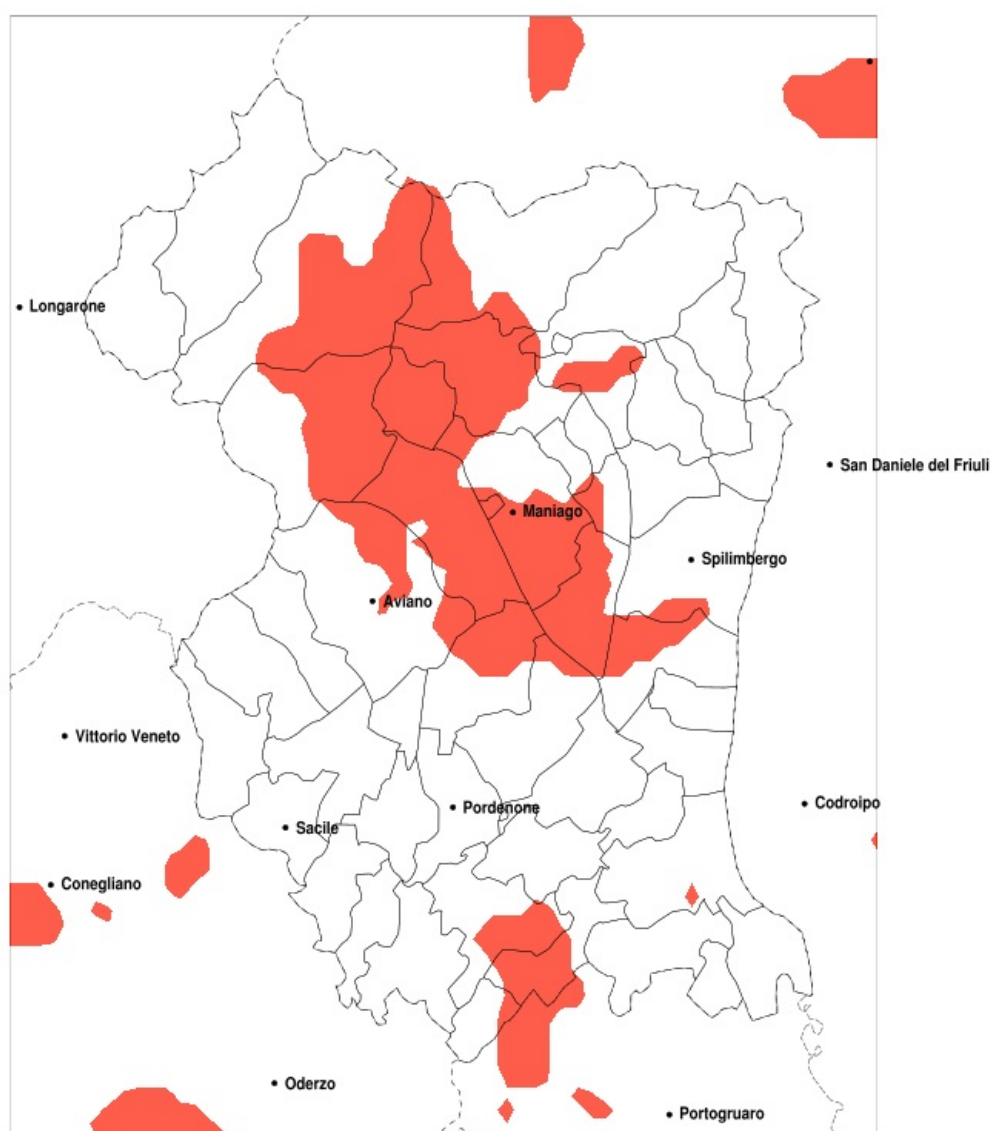 Longarone
San Daniele del Friuli
Maniago
Spilimbergo
Aviano
Vittorio Veneto
Codroipo
Pordenone
Sacile
Conegliano
Oderzo
Portogruaro